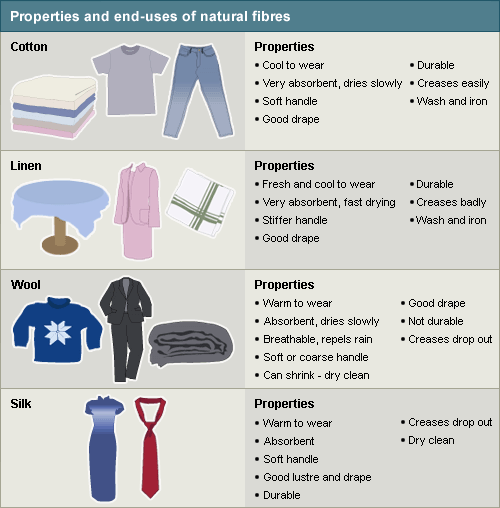 Properties and end-uses of natural fibres
Cotton
Properties
• Cool to wear
• Very absorbent, dries slowly
• Soft handle
• Good drape
• Durable
• Creases easily
• Wash and iron
Linen
Properties
• Fresh and cool to wear
• Very absorbent, fast drying
• Stiffer handle
• Good drape
• Durable
• Creases badly
• Wash and iron
Wool
Properties
• Warm to wear
• Absorbent, dries slowly
• Breathable, repels rain
• Soft or coarse handle
• Can shrink - dry clean
• Good drape
• Not durable
• Creases drop out
Silk
Properties
• Warm to wear
• Absorbent
• Soft handle
• Good lustre and drape
• Durable
• Creases drop out
• Dry clean